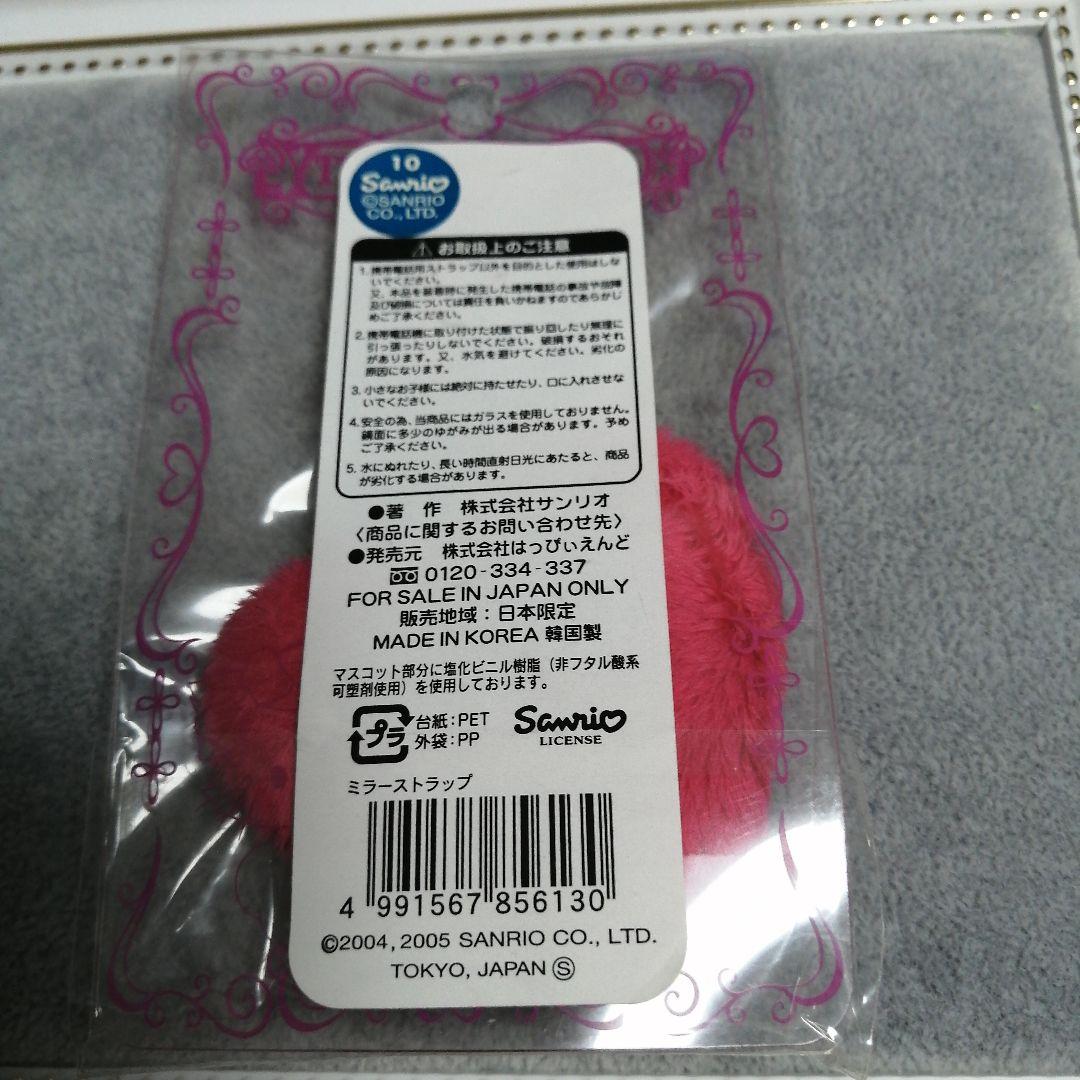 10
Sanrio
©SANRIO
CO., LTD.
⚠ お取扱上のご注意
1. 携帯電話用ストラップ以外を目的とした使用はしな
いでください。
又、本品を装着時に発生した携帯電話の事故や故障
及び破損については責任を負いかねますのであらかじ
めご了承ください。
2. 携帯電話機に取り付けた状態で振り回したり無理に
引っ張ったりしないでください。破損するおそれ
があります。又、水気を避けてください。劣化の
原因になります。
3. 小さなお子様には絶対に持たせたり、口に入れさせな
いでください。
4. 安全の為、当商品にはガラスを使用しておりません。
鏡面に多少のゆがみが出る場合があります。予め
ご了承ください。
5. 水にぬれたり、長い時間直射日光にあたると、商品
が劣化する場合があります。
●著 作 株式会社サンリオ
〈商品に関するお問い合わせ先〉
●発売元 株式会社はっぴぃえんど
0120-334-337
FOR SALE IN JAPAN ONLY
販売地域：日本限定
MADE IN KOREA 韓国製
マスコット部分に塩化ビニル樹脂（非フタル酸系
可塑剤使用）を使用しております。
プラ
台紙：PET
外袋：PP
Sanrio
LICENSE
ミラーストラップ
4 991567 856130
©2004, 2005 SANRIO CO., LTD.
TOKYO, JAPAN Ⓢ